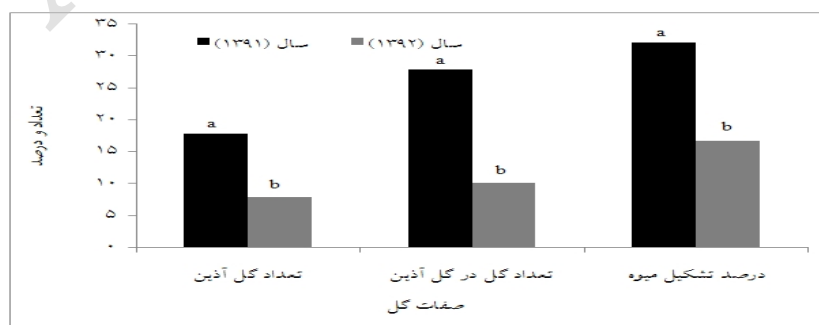 سال (۱۳۹۱) سال (۱۳۹۲)
۳۵
۳۰
۲۵
۲۰
۱۵
۱۰
۵
۰
تعداد و درصد
a b a b a b
تعداد گل آذین تعداد گل در گل آذین درصد تشکیل میوه
صفات گل